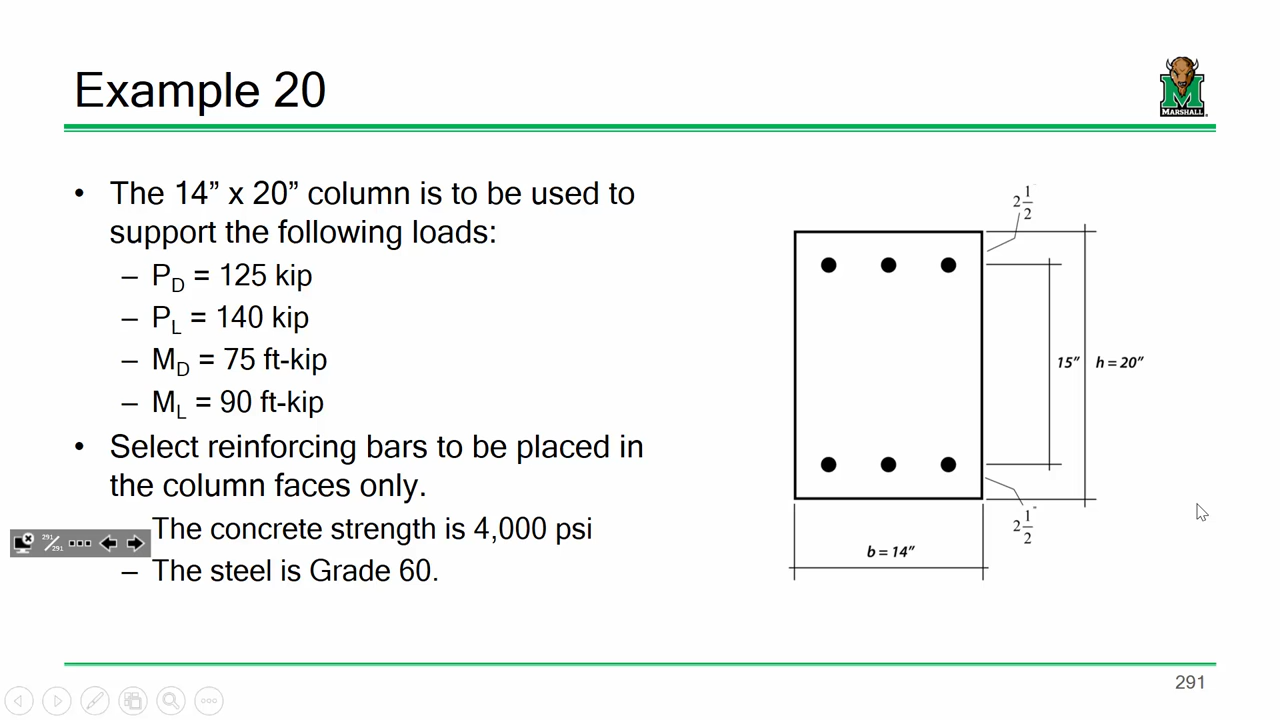 Example 20
MARSHALL
• The 14” x 20” column is to be used to
support the following loads:
– PD = 125 kip
– PL = 140 kip
– MD = 75 ft-kip
– ML = 90 ft-kip
• Select reinforcing bars to be placed in
the column faces only.
The concrete strength is 4,000 psi
– The steel is Grade 60.
2 1/2
15" h = 20"
2 1/2"
b = 14"
291/291
291